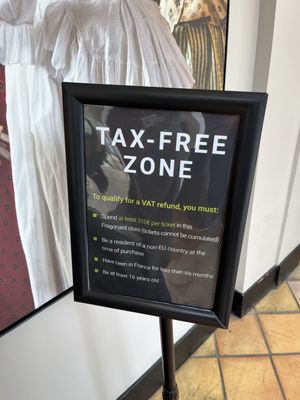 TAX-FREE
ZONE
To qualify for a VAT refund, you must:
Spend at least 310€ per ticket in this
Fragonard store (tickets cannot be cumulated)
Be a resident of a non-EU country at the
time of purchase
Have been in France for less than six months
Be at least 16 years old